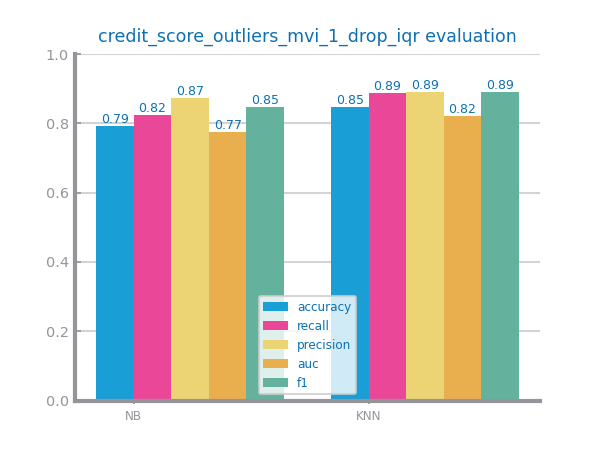 credit_score_outliers_mvi_1_drop_iqr evaluation
1.0
0.8
0.6
0.4
0.2
0.0
0.79
0.82
0.87
0.77
0.85
0.85
0.89
0.89
0.82
0.89
accuracy
recall
precision
auc
f1
NB
KNN